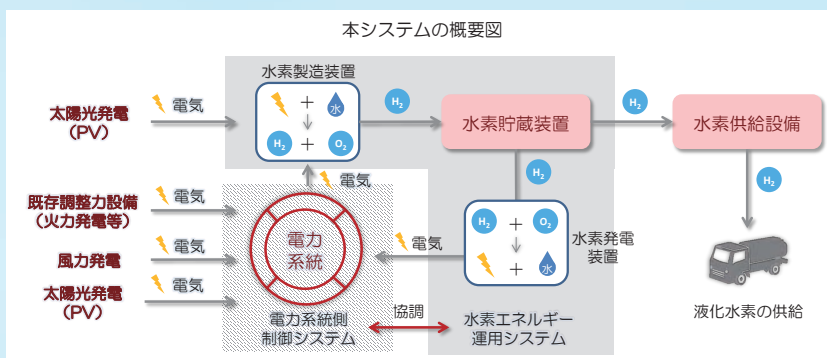 本システムの概要図
水素製造装置
太陽光発電
(PV)
電気
+
水
H₂
+
O₂
H₂
水素貯蔵装置
H₂
水素供給設備
電気
H₂
H₂
既存調整力設備
(火力発電等)
電気
風力発電
電気
太陽光発電
(PV)
電気
電力
系統
電気
H₂
+
O₂
+
水
水素発電
装置
電力系統側
制御システム
協調
水素エネルギー
運用システム
液化水素の供給